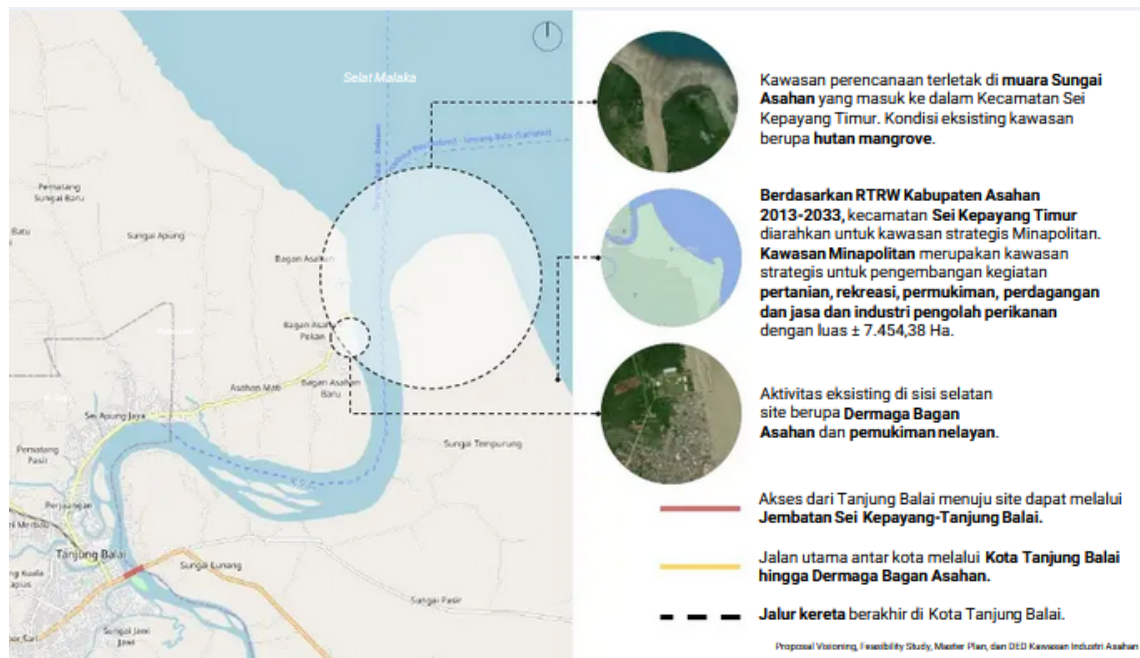 Selat Malaka
Pematang
Sungai Baru
Batu
Sungai Apung
Bagan Asahan
Bagan Asahan
Pekan
Asahan Mati
Bagan Asahan
Baru
Sei Apung Jaya
Pematang
Pasir
Sungai Tempurung
Perjuangan
Tanjung Balai
Sungai Lunang
Sungai Pasir
Sungai Jawi
Jawi
Kawasan perencanaan terletak di muara Sungai
Asahan yang masuk ke dalam Kecamatan Sei
Kepayang Timur. Kondisi eksisting kawasan
berupa hutan mangrove.
Berdasarkan RTRW Kabupaten Asahan
2013-2033, kecamatan Sei Kepayang Timur
diarahkan untuk kawasan strategis Minapolitan.
Kawasan Minapolitan merupakan kawasan
strategis untuk pengembangan kegiatan
pertanian, rekreasi, permukiman, perdagangan
dan jasa dan industri pengolah perikanan
dengan luas ± 7.454,38 Ha.
Aktivitas eksisting di sisi selatan
site berupa Dermaga Bagan
Asahan dan pemukiman nelayan.
Akses dari Tanjung Balai menuju site dapat melalui
Jembatan Sei Kepayang-Tanjung Balai.
Jalan utama antar kota melalui Kota Tanjung Balai
hingga Dermaga Bagan Asahan.
Jalur kereta berakhir di Kota Tanjung Balai.
Proposal Visioning, Feasibility Study, Master Plan, dan DED Kawasan Industri Asahan